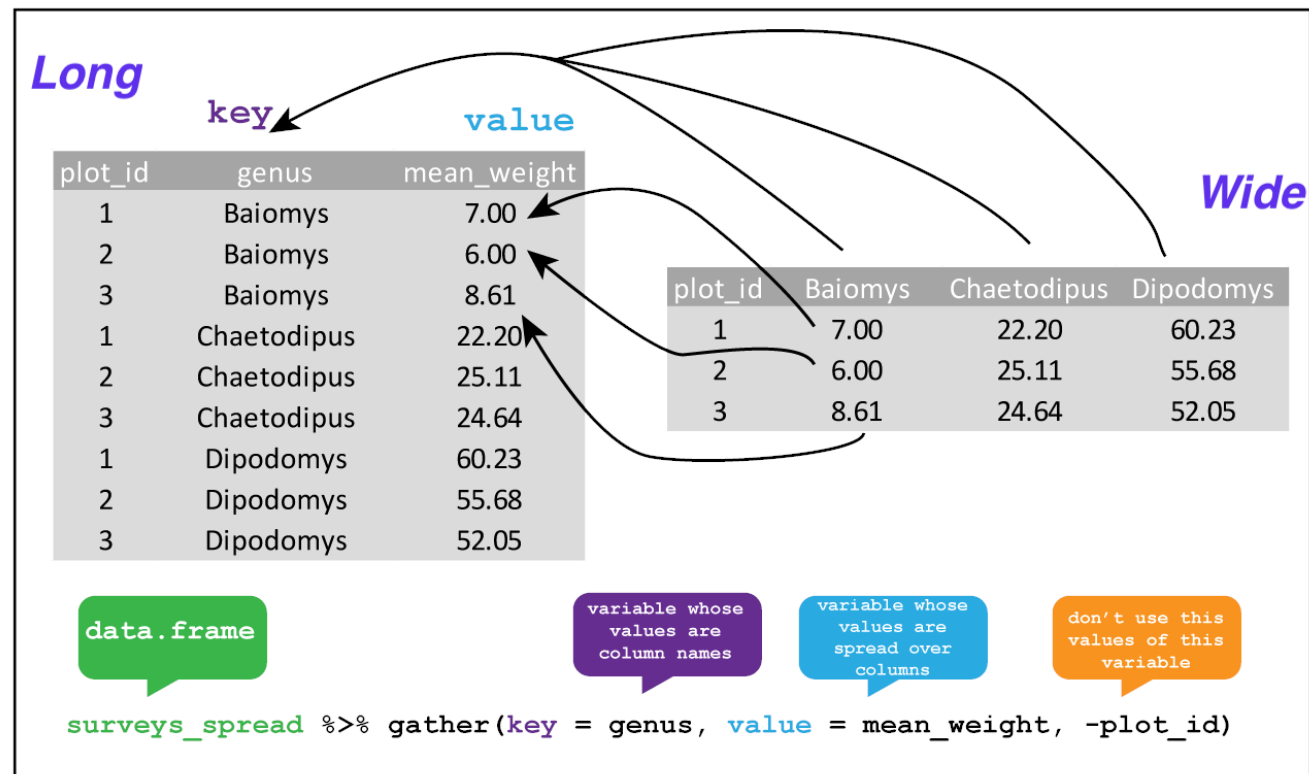 Long
key
value
plot_id genus mean_weight
1 Baiomys 7.00
2 Baiomys 6.00
3 Baiomys 8.61
1 Chaetodipus 22.20
2 Chaetodipus 25.11
3 Chaetodipus 24.64
1 Dipodomys 60.23
2 Dipodomys 55.68
3 Dipodomys 52.05
Wide
plot_id Baiomys Chaetodipus Dipodomys
1 7.00 22.20 60.23
2 6.00 25.11 55.68
3 8.61 24.64 52.05
data.frame
variable whose
values are
column names
variable whose
values are
spread over
columns
don't use this
values of this
variable
surveys_spread %>% gather(key = genus, value = mean_weight, -plot_id)